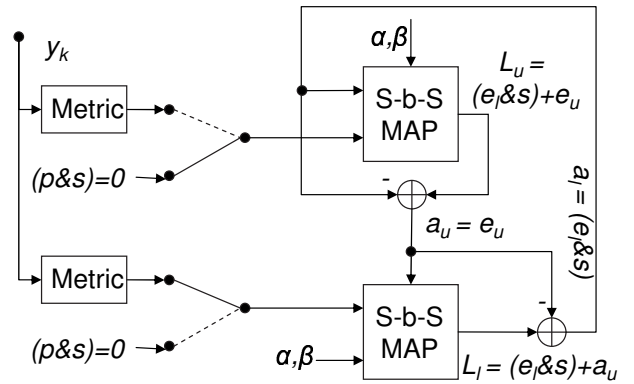 y_k
α,β
L_u =
(e_l&s)+e_u
Metric
S-b-S
MAP
(p&s)=0
-
a_u = e_u
a_l = (e_l&s)
Metric
S-b-S
MAP
-
(p&s)=0
α,β
L_l = (e_l&s)+a_u